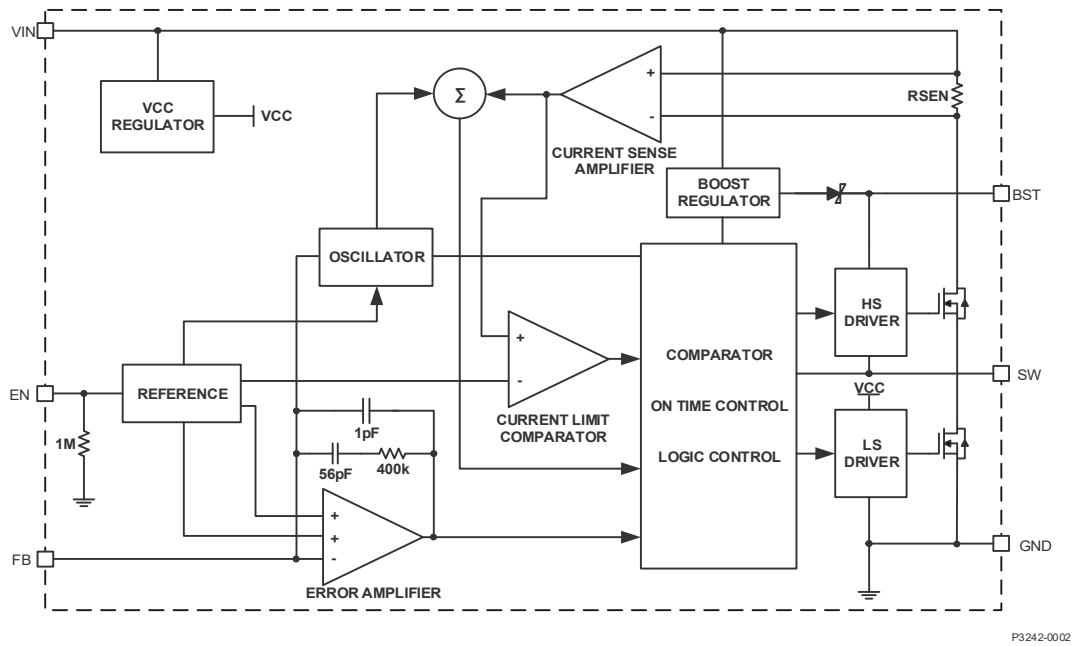 VIN
VCC
REGULATOR
VCC
Σ
+
-
CURRENT SENSE
AMPLIFIER
RSEN
BOOST
REGULATOR
BST
OSCILLATOR
HS
DRIVER
+
-
CURRENT LIMIT
COMPARATOR
COMPARATOR
ON TIME CONTROL
LOGIC CONTROL
SW
VCC
LS
DRIVER
EN
REFERENCE
1M
1pF
56pF
400k
+
+
-
ERROR AMPLIFIER
FB
GND
P3242-0002